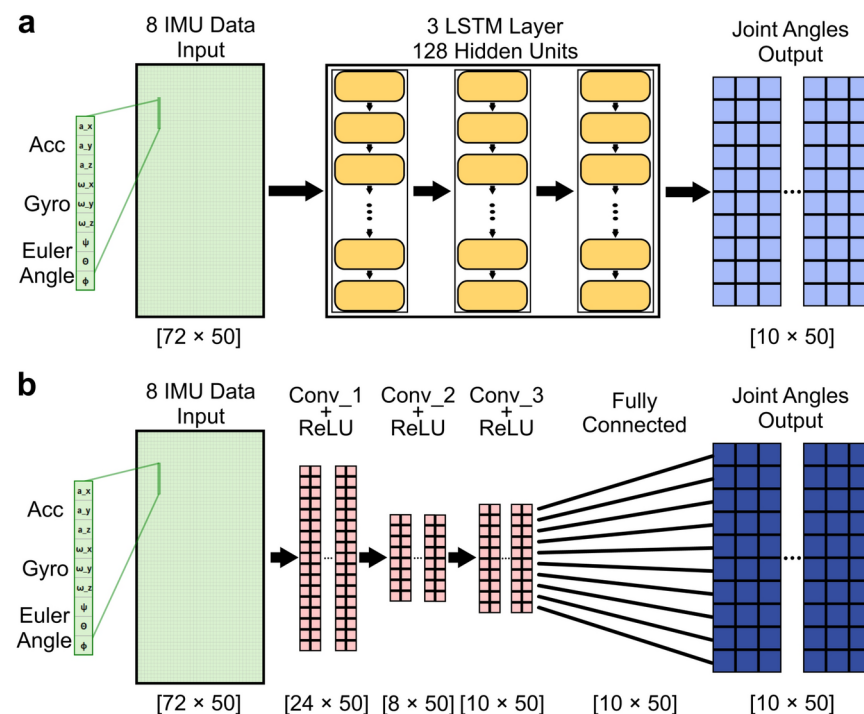 a
8 IMU Data
Input
3 LSTM Layer
128 Hidden Units
Joint Angles
Output
Acc
Gyro
Euler
Angle
a_x
a_y
a_z
ω_x
ω_y
ω_z
ψ
θ
ϕ
...
[72 × 50]
[10 × 50]
b
8 IMU Data
Input
Conv_1
+
ReLU
Conv_2
+
ReLU
Conv_3
+
ReLU
Fully
Connected
Joint Angles
Output
Acc
Gyro
Euler
Angle
a_x
a_y
a_z
ω_x
ω_y
ω_z
ψ
θ
ϕ
...
...
...
...
[72 × 50]
[24 × 50]
[8 × 50]
[10 × 50]
[10 × 50]
[10 × 50]